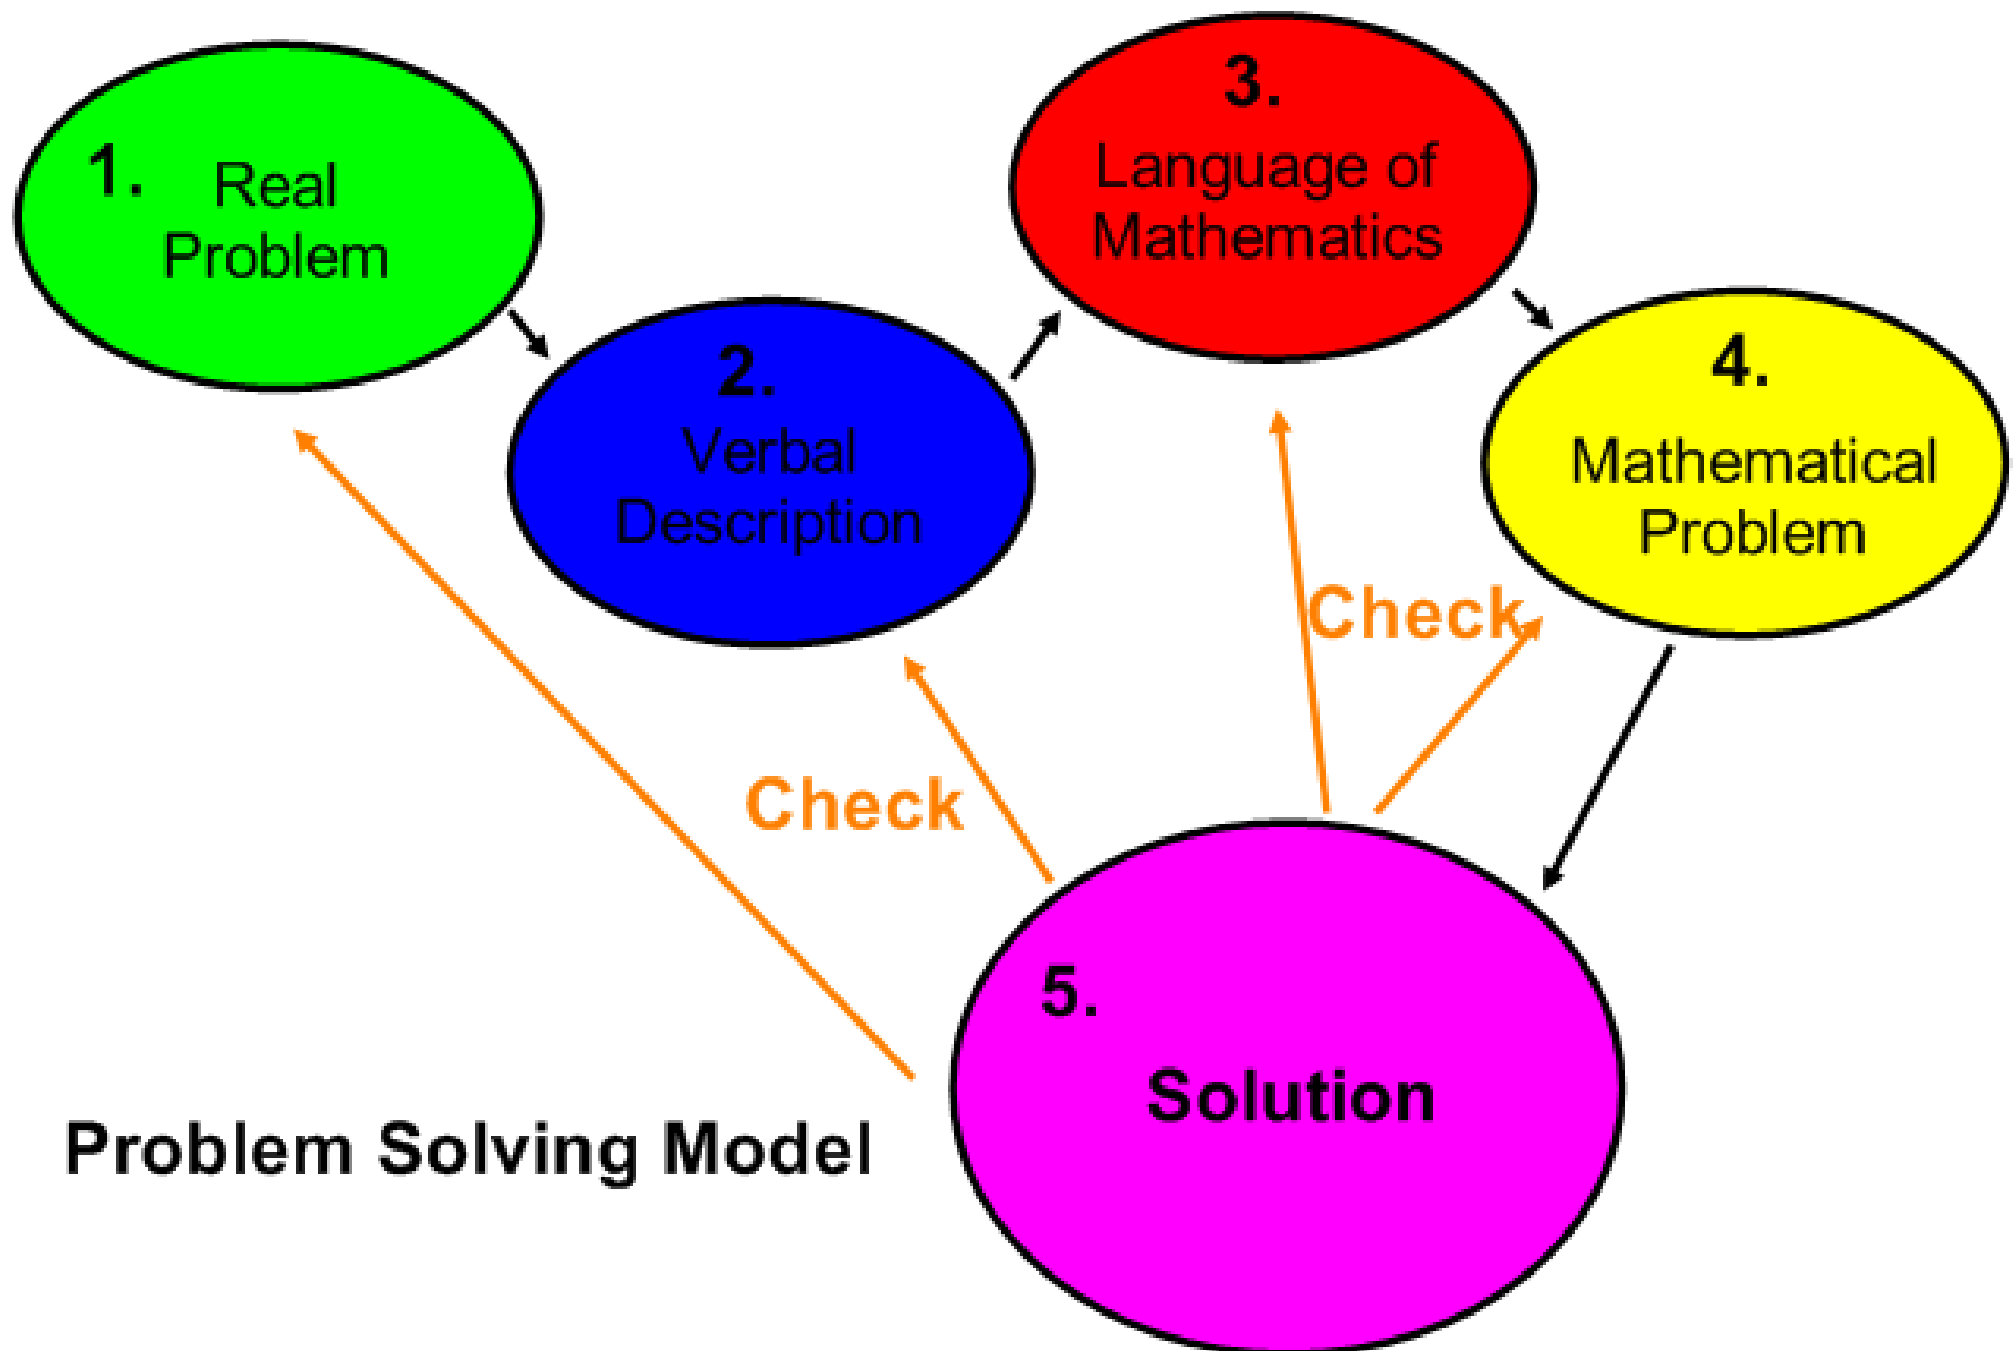 1.
Real
Problem
2.
Verbal
Description
3.
Language of
Mathematics
4.
Mathematical
Problem
Check
Check
5.
Solution
Problem Solving Model